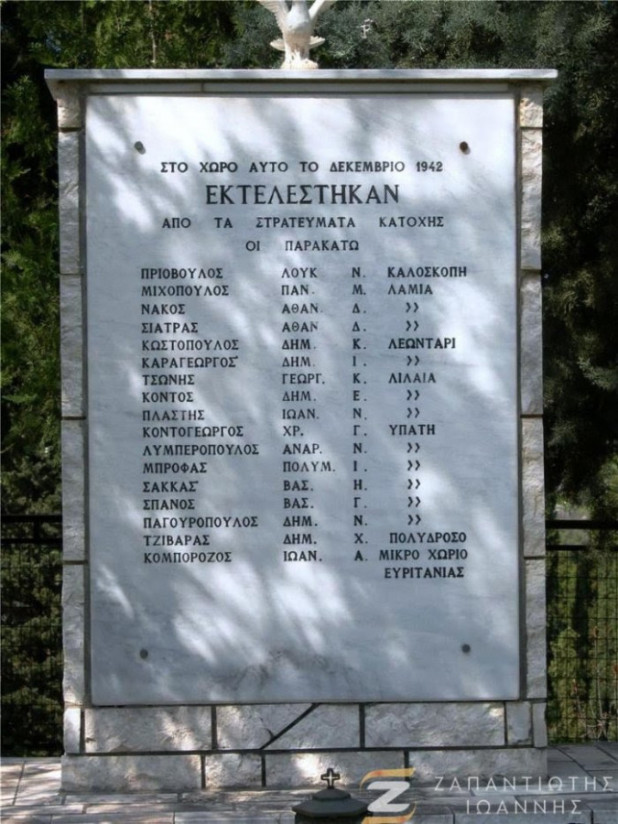 ΣΤΟ ΧΩΡΟ ΑΥΤΟ ΤΟ ΔΕΚΕΜΒΡΙΟ 1942
ΕΚΤΕΛΕΣΤΗΚΑΝ
ΑΠΟ ΤΑ ΣΤΡΑΤΕΥΜΑΤΑ ΚΑΤΟΧΗΣ
ΟΙ ΠΑΡΑΚΑΤΩ
ΠΡΙΟΒΟΥΛΟΣ ΛΟΥΚ Ν. ΚΑΛΟΣΚΟΠΗ
ΜΙΧΟΠΟΥΛΟΣ ΠΑΝ. Μ. ΛΑΜΙΑ
ΝΑΚΟΣ ΑΘΑΝ. Δ. »
ΣΙΑΤΡΑΣ ΑΘΑΝ Δ. »
ΚΩΣΤΟΠΟΥΛΟΣ ΔΗΜ. Κ. ΛΕΩΝΤΑΡΙ
ΚΑΡΑΓΕΩΡΓΟΣ ΔΗΜ. Ι. »
ΤΣΩΝΗΣ ΓΕΩΡΓ. Κ. ΛΙΛΑΙΑ
ΚΟΝΤΟΣ ΔΗΜ. Ε. »
ΠΛΑΣΤΗΣ ΙΩΑΝ. Ν. »
ΚΟΝΤΟΓΕΩΡΓΟΣ ΧΡ. Γ. ΥΠΑΤΗ
ΛΥΜΠΕΡΟΠΟΥΛΟΣ ΑΝΑΡ. Ν. »
ΜΠΡΟΦΑΣ ΠΟΛΥΜ. Ι. »
ΣΑΚΚΑΣ ΒΑΣ. Η. »
ΣΠΑΝΟΣ ΒΑΣ. Γ. »
ΠΑΓΟΥΡΟΠΟΥΛΟΣ ΔΗΜ. Ν. »
ΤΖΙΒΑΡΑΣ ΔΗΜ. Χ. ΠΟΛΥΔΡΟΣΟ
ΚΟΜΠΟΡΟΖΟΣ ΙΩΑΝ. Α. ΜΙΚΡΟ ΧΩΡΙΟ
ΕΥΡΙΤΑΝΙΑΣ
ΖΑΠΑΝΤΙΩΤΗΣ
ΙΩΑΝΝΗΣ